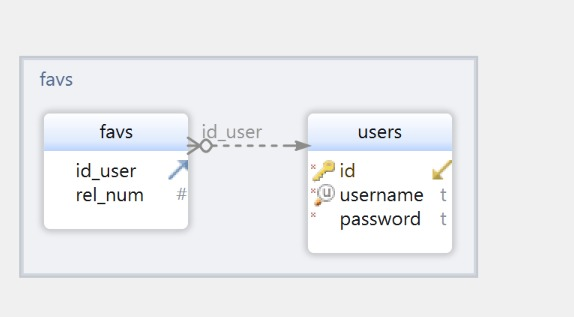 favs
favs
id_user
rel_num #
id_user
users
* id
* u username t
* password t